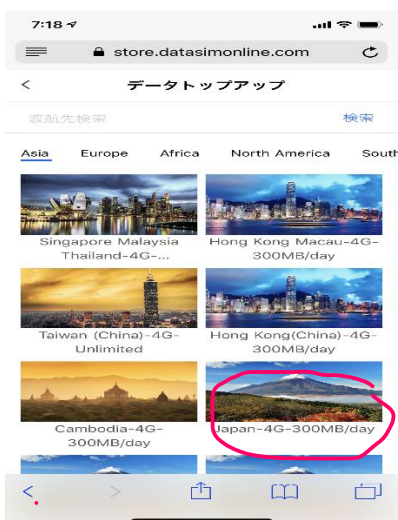 7:18
store.datasimonline.com
<
データトップアップ
渡航先検索
検索
Asia Europe Africa North America South
Singapore Malaysia
Thailand-4G-...
Hong Kong Macau-4G-
300MB/day
Taiwan (China)-4G-
Unlimited
Hong Kong(China)-4G-
300MB/day
Cambodia-4G-
300MB/day
Japan-4G-300MB/day